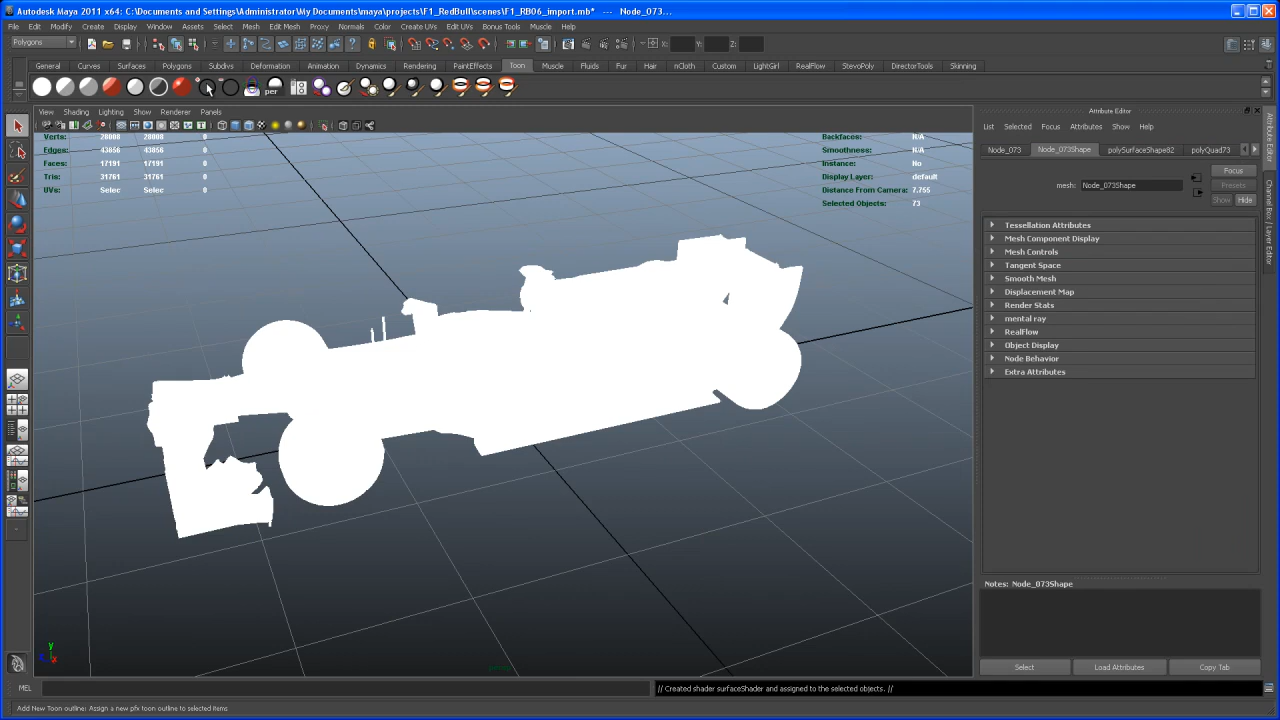 Autodesk Maya 2011 x64: C:\Documents and Settings\Administrator\My Documents\maya\projects\F1_RedBull\scenes\F1_RB06_import.mb* --- Node_073...
File Edit Modify Create Display Window Assets Select Mesh Edit Mesh Proxy Normals Color Create UVs Edit UVs Bonus Tools Muscle Help
Polygons X: Y: Z:
General Curves Surfaces Polygons Subdivs Deformation Animation Dynamics Rendering PaintEffects Toon Muscle Fluids Fur Hair nCloth Custom LightGirl RealFlow StevoPoly DirectorTools Skinning
per
View Shading Lighting Show Renderer Panels
Attribute Editor
List Selected Focus Attributes Show Help
Node_073 Node_073Shape polySurfaceShape82 polyQuad73
Verts: 28008 28008 0
Edges: 43856 43856 0
Faces: 17191 17191 0
Tris: 31761 31761 0
UVs: Selec Selec 0
Backfaces: N/A
Smoothness: N/A
Instance: No
Display Layer: default
Distance From Camera: 7.755
Selected Objects: 73
mesh: Node_073Shape
Focus
Presets
Show Hide
Tessellation Attributes
Mesh Component Display
Mesh Controls
Tangent Space
Smooth Mesh
Displacement Map
Render Stats
mental ray
RealFlow
Object Display
Node Behavior
Extra Attributes
Attribute Editor
Channel Box / Layer Editor
Notes: Node_073Shape
Select Load Attributes Copy Tab
y
x
persp
MEL // Created shader surfaceShader and assigned to the selected objects. //
Add New Toon outline: Assign a new pfx toon outline to selected items